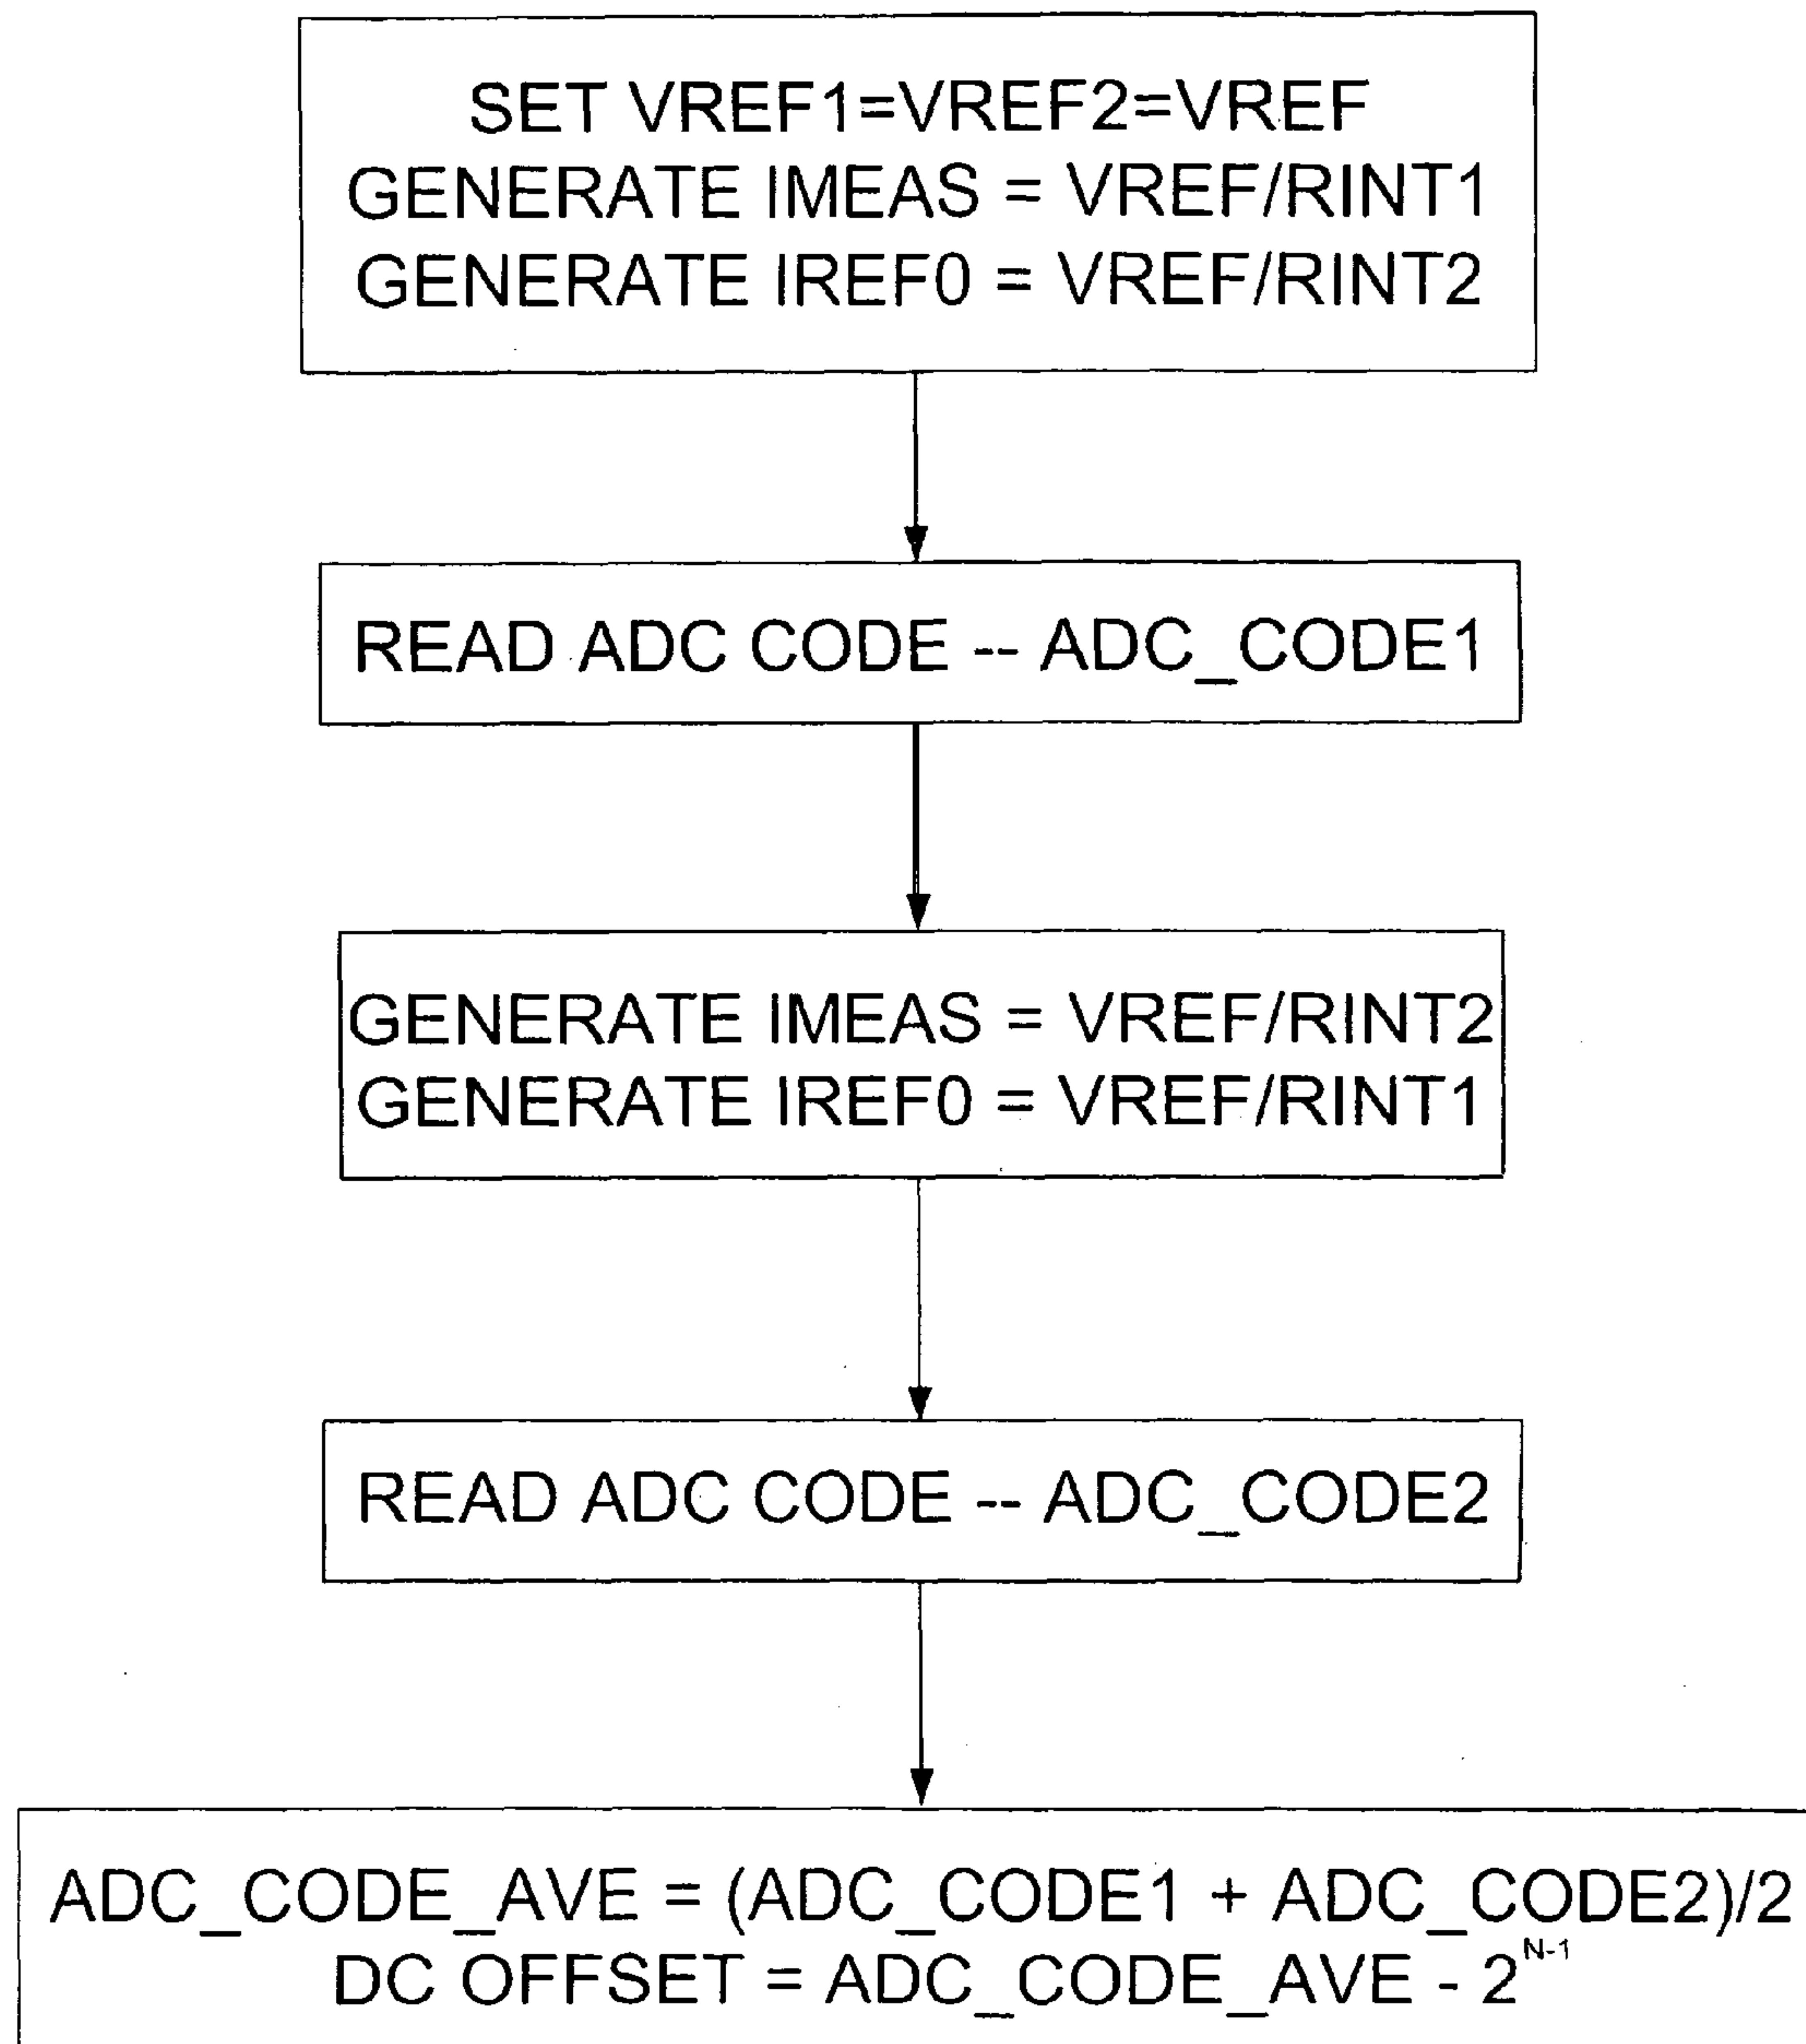 SET VREF1=VREF2=VREF
GENERATE IMEAS = VREF/RINT1
GENERATE IREF0 = VREF/RINT2
READ ADC CODE -- ADC_CODE1
GENERATE IMEAS = VREF/RINT2
GENERATE IREF0 = VREF/RINT1
READ ADC CODE -- ADC_CODE2
ADC_CODE_AVE = (ADC_CODE1 + ADC_CODE2)/2
DC OFFSET = ADC_CODE_AVE - 2^N-1